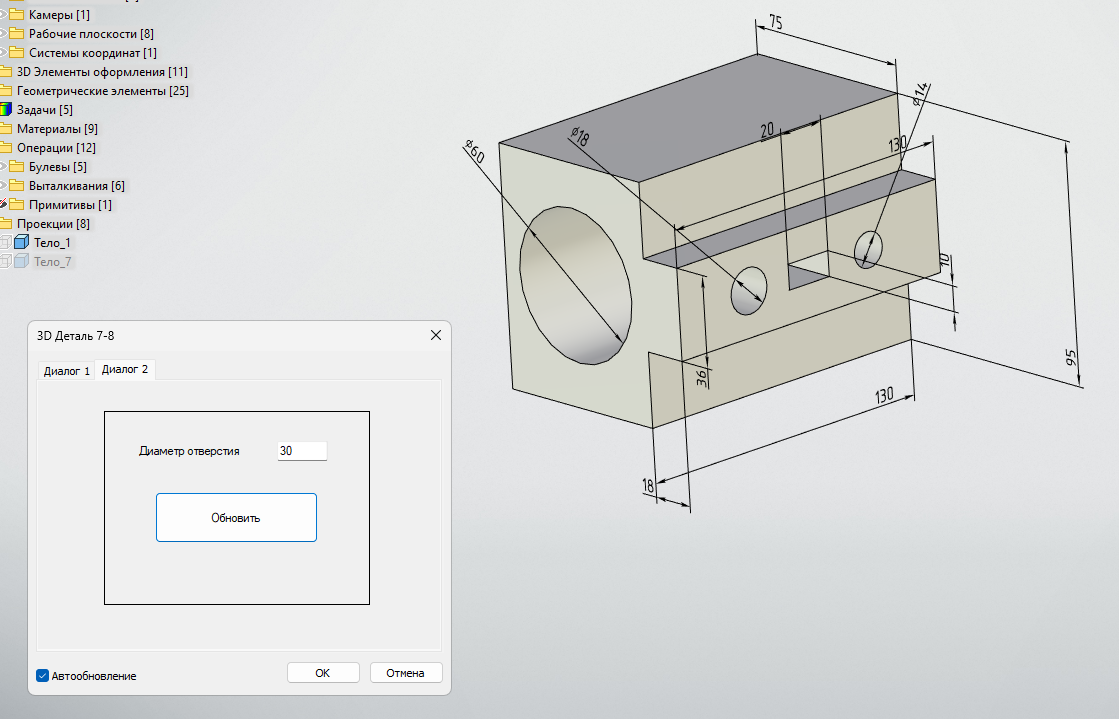 Камеры [1]
Рабочие плоскости [8]
Системы координат [1]
3D Элементы оформления [11]
Геометрические элементы [25]
Задачи [5]
Материалы [9]
Операции [12]
Булевы [5]
Выталкивания [6]
Примитивы [1]
Проекции [8]
Тело_1
Тело_7
3D Деталь 7-8
Диалог 1
Диалог 2
Диаметр отверстия
30
Обновить
Автообновление
ОК
Отмена
75
⌀14
⌀60
⌀18
20
130
10
36
95
130
18